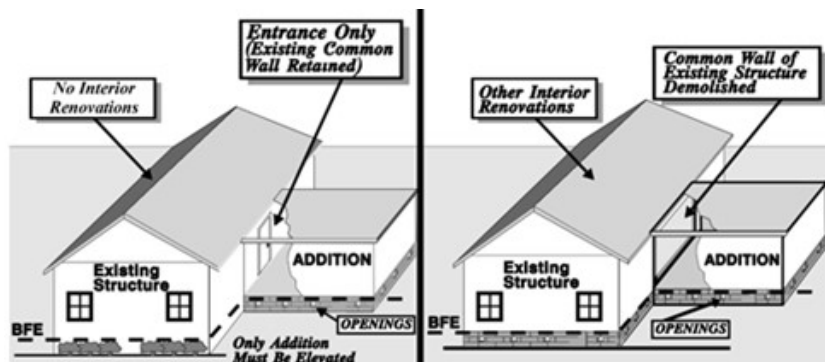 No Interior
Renovations
Entrance Only
(Existing Common
Wall Retained)
Existing
Structure
ADDITION
BFE
OPENINGS
Only Addition
Must Be Elevated
Other Interior
Renovations
Common Wall of
Existing Structure
Demolished
Existing
Structure
ADDITION
BFE
OPENINGS